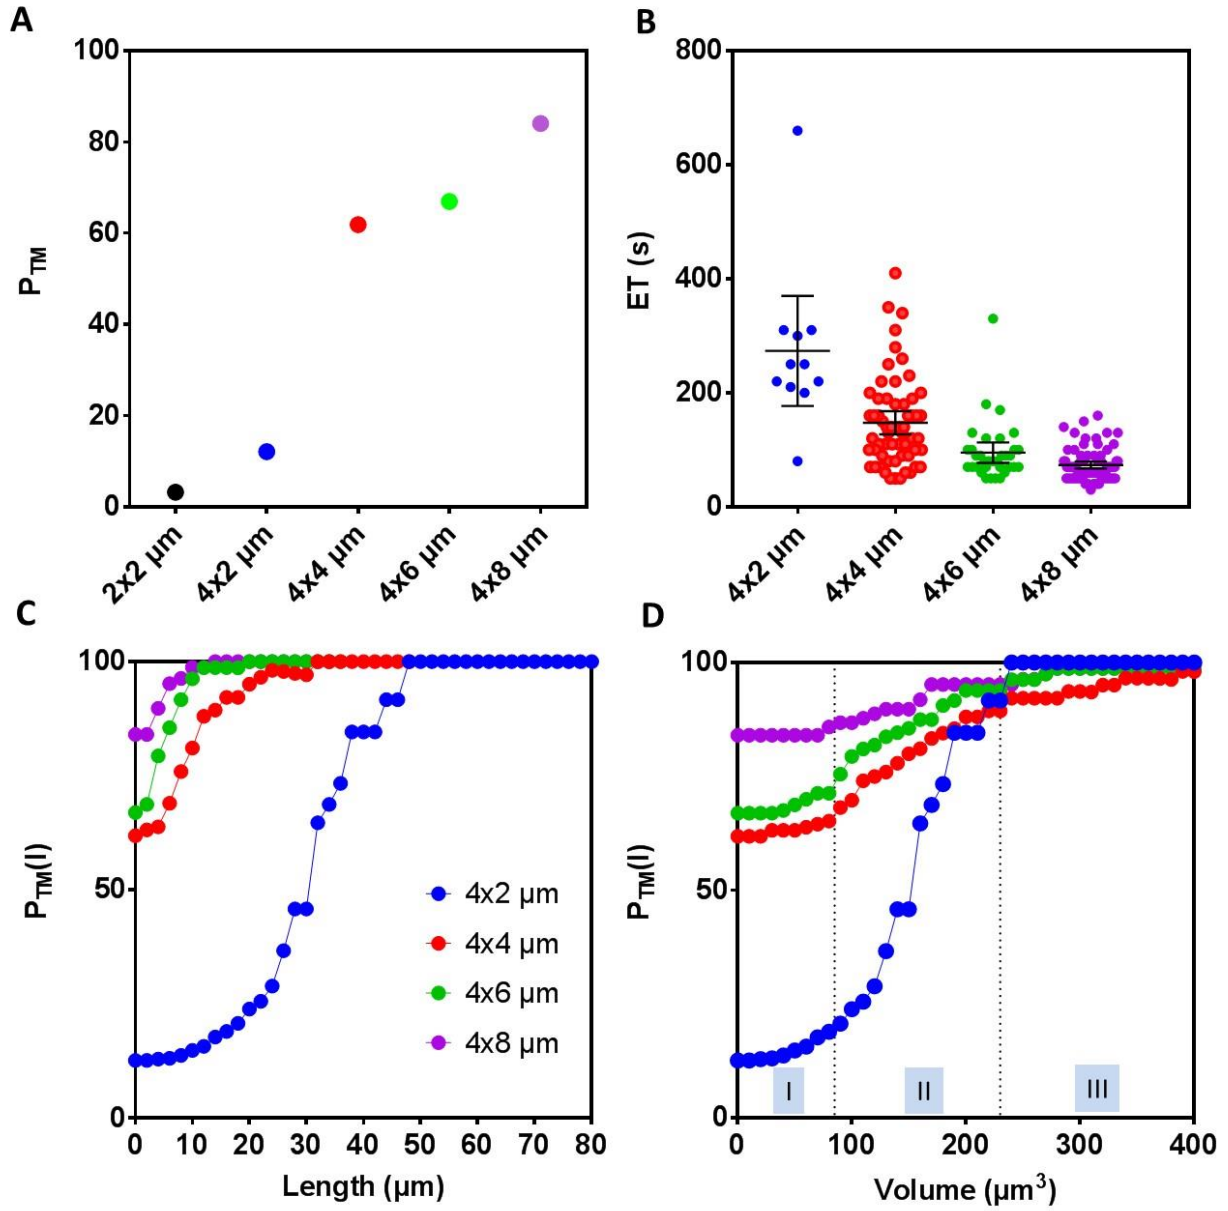 A
100
80
60
40
20
0
P_TM
2x2 µm
4x2 µm
4x4 µm
4x6 µm
4x8 µm
B
800
600
400
200
0
ET (s)
4x2 µm
4x4 µm
4x6 µm
4x8 µm
C
100
50
0
P_TM(l)
4x2 µm
4x4 µm
4x6 µm
4x8 µm
0 10 20 30 40 50 60 70 80
Length (µm)
D
100
50
0
P_TM(l)
I
II
III
0 100 200 300 400
Volume (µm³)